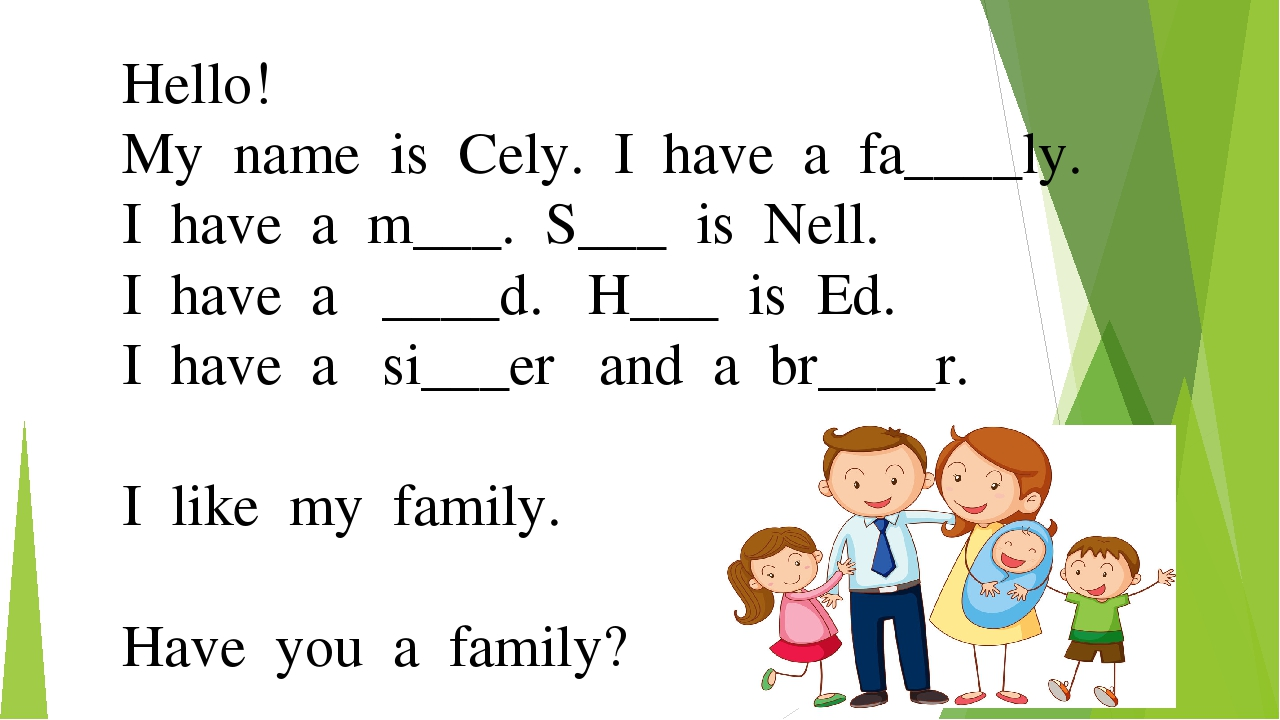 Hello!
My name is Cely. I have a fa____ly.
I have a m___. S___ is Nell.
I have a ____d. H___ is Ed.
I have a si___er and a br____r.
I like my family.
Have you a family?